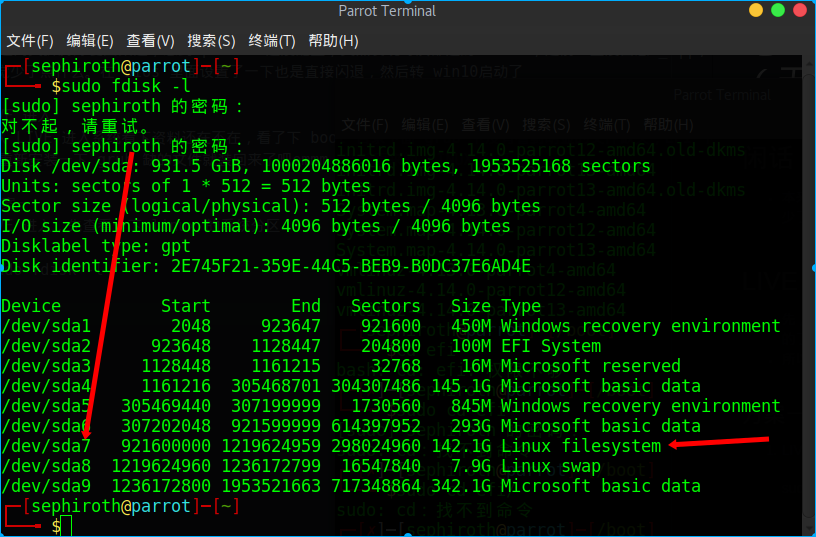 Parrot Terminal
文件(F) 编辑(E) 查看(V) 搜索(S) 终端(T) 帮助(H)
┌─[sephiroth@parrot]─[~]
└──╼ $sudo fdisk -l
[sudo] sephiroth 的密码：
对不起，请重试。
[sudo] sephiroth 的密码：
Disk /dev/sda: 931.5 GiB, 1000204886016 bytes, 1953525168 sectors
Units: sectors of 1 * 512 = 512 bytes
Sector size (logical/physical): 512 bytes / 4096 bytes
I/O size (minimum/optimal): 4096 bytes / 4096 bytes
Disklabel type: gpt
Disk identifier: 2E745F21-359E-44C5-BEB9-B0DC37E6AD4E
Device Start End Sectors Size Type
/dev/sda1 2048 923647 921600 450M Windows recovery environment
/dev/sda2 923648 1128447 204800 100M EFI System
/dev/sda3 1128448 1161215 32768 16M Microsoft reserved
/dev/sda4 1161216 305468701 304307486 145.1G Microsoft basic data
/dev/sda5 305469440 307199999 1730560 845M Windows recovery environment
/dev/sda6 307202048 921599999 614397952 293G Microsoft basic data
/dev/sda7 921600000 1219624959 298024960 142.1G Linux filesystem
/dev/sda8 1219624960 1236172799 16547840 7.9G Linux swap
/dev/sda9 1236172800 1953521663 717348864 342.1G Microsoft basic data
┌─[sephiroth@parrot]─[~]
└──╼ $